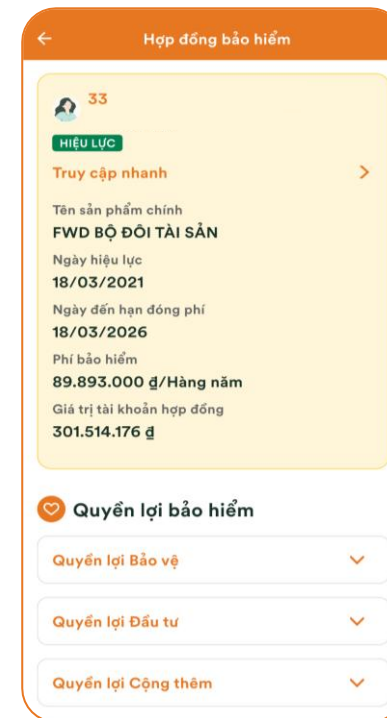 Hợp đồng bảo hiểm
33
HIỆU LỰC
Truy cập nhanh
Tên sản phẩm chính
FWD BỘ ĐÔI TÀI SẢN
Ngày hiệu lực
18/03/2021
Ngày đến hạn đóng phí
18/03/2026
Phí bảo hiểm
89.893.000 ₫/Hàng năm
Giá trị tài khoản hợp đồng
301.514.176 ₫
Quyền lợi bảo hiểm
Quyền lợi Bảo vệ
Quyền lợi Đầu tư
Quyền lợi Cộng thêm